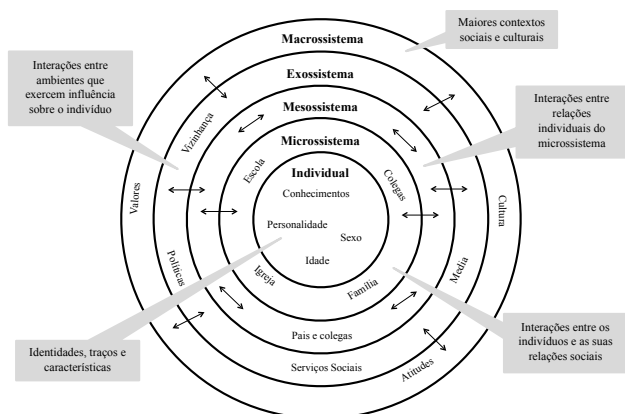 Macrossistema
Maiores contextos
sociais e culturais
Interações entre
ambientes que
exercem influência
sobre o indivíduo
Exossistema
Mesossistema
Interações entre
relações
individuais do
microssistema
Vizinhança
Microssistema
Escola
Individual
Colegas
Conhecimentos
Valores
Cultura
Personalidade
Sexo
Idade
Políticas
Igreja
Família
Media
Pais e colegas
Serviços Sociais
Atitudes
Identidades, traços e
características
Interações entre os
indivíduos e as suas
relações sociais